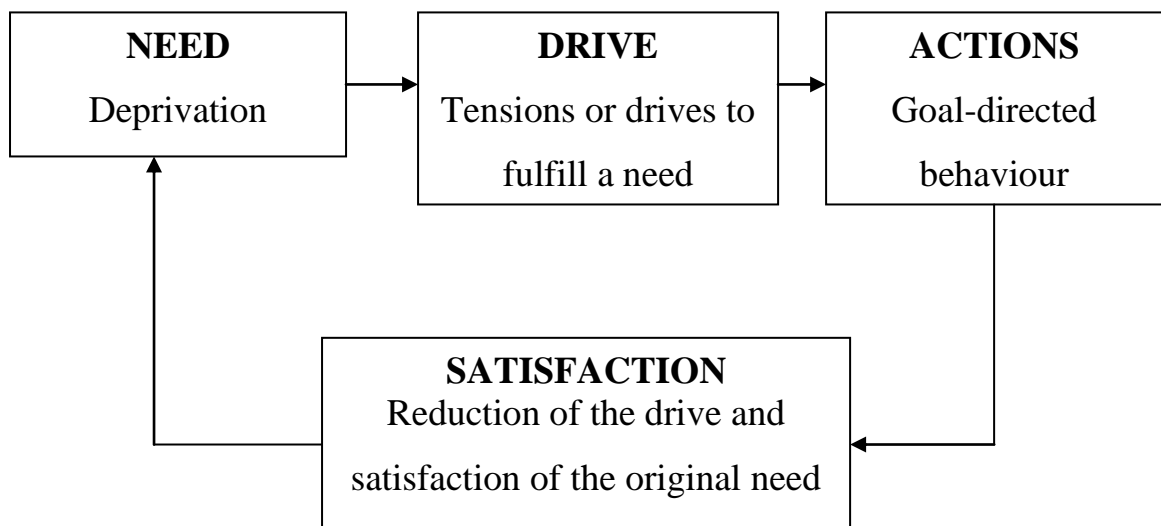 NEED
Deprivation
DRIVE
Tensions or drives to
fulfill a need
ACTIONS
Goal-directed
behaviour
SATISFACTION
Reduction of the drive and
satisfaction of the original need